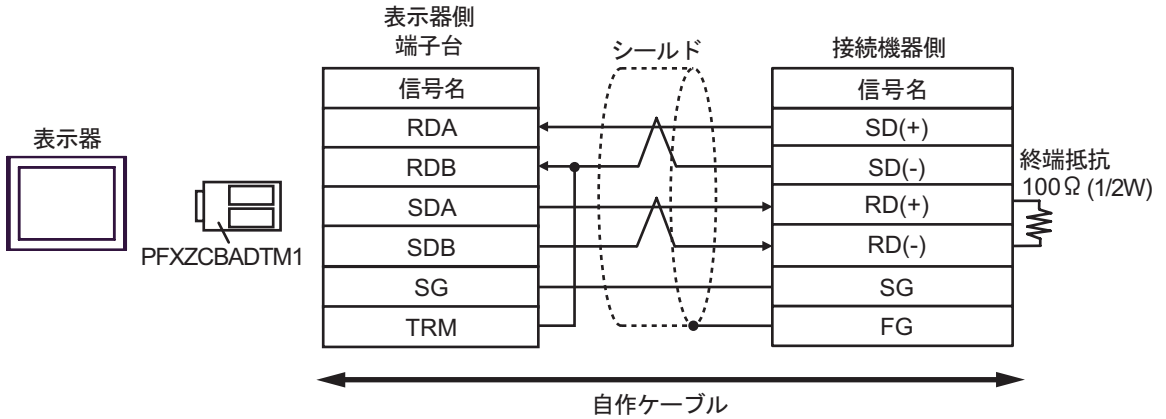 表示器
PFXZCBADTM1
表示器側
端子台
信号名
RDA
RDB
SDA
SDB
SG
TRM
シールド
接続機器側
信号名
SD(+)
SD(-)
RD(+)
RD(-)
SG
FG
終端抵抗
100Ω (1/2W)
自作ケーブル